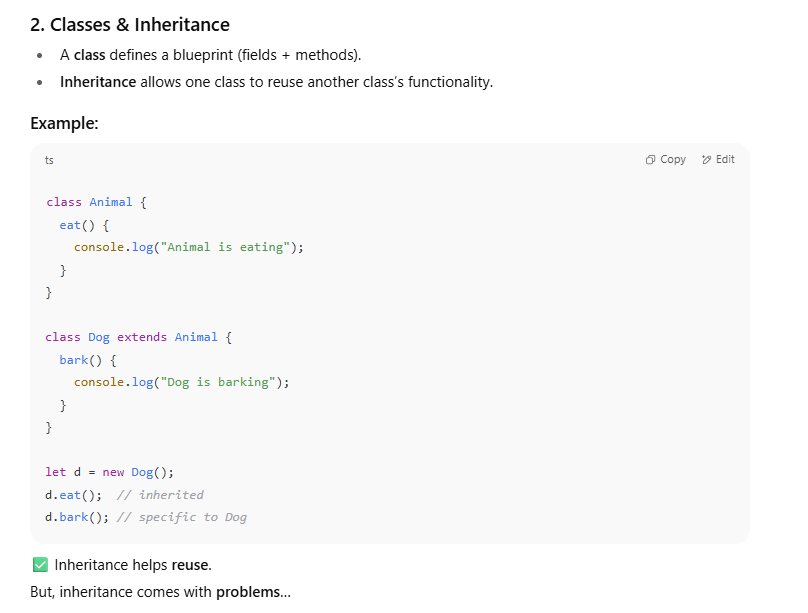 2. Classes & Inheritance
• A class defines a blueprint (fields + methods).
• Inheritance allows one class to reuse another class's functionality.
Example:
ts Copy Edit
class Animal {
  eat() {
    console.log("Animal is eating");
  }
}
class Dog extends Animal {
  bark() {
    console.log("Dog is barking");
  }
}
let d = new Dog();
d.eat();  // inherited
d.bark(); // specific to Dog
✅ Inheritance helps reuse.
But, inheritance comes with problems...